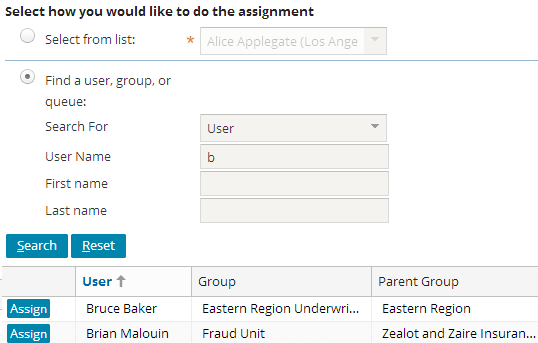 Select how you would like to do the assignment
Select from list: * Alice Applegate (Los Ange
Find a user, group, or
queue:
Search For User
User Name b
First name
Last name
Search Reset
User ↑ Group Parent Group
Assign Bruce Baker Eastern Region Underwri... Eastern Region
Assign Brian Malouin Fraud Unit Zealot and Zaire Insuran...